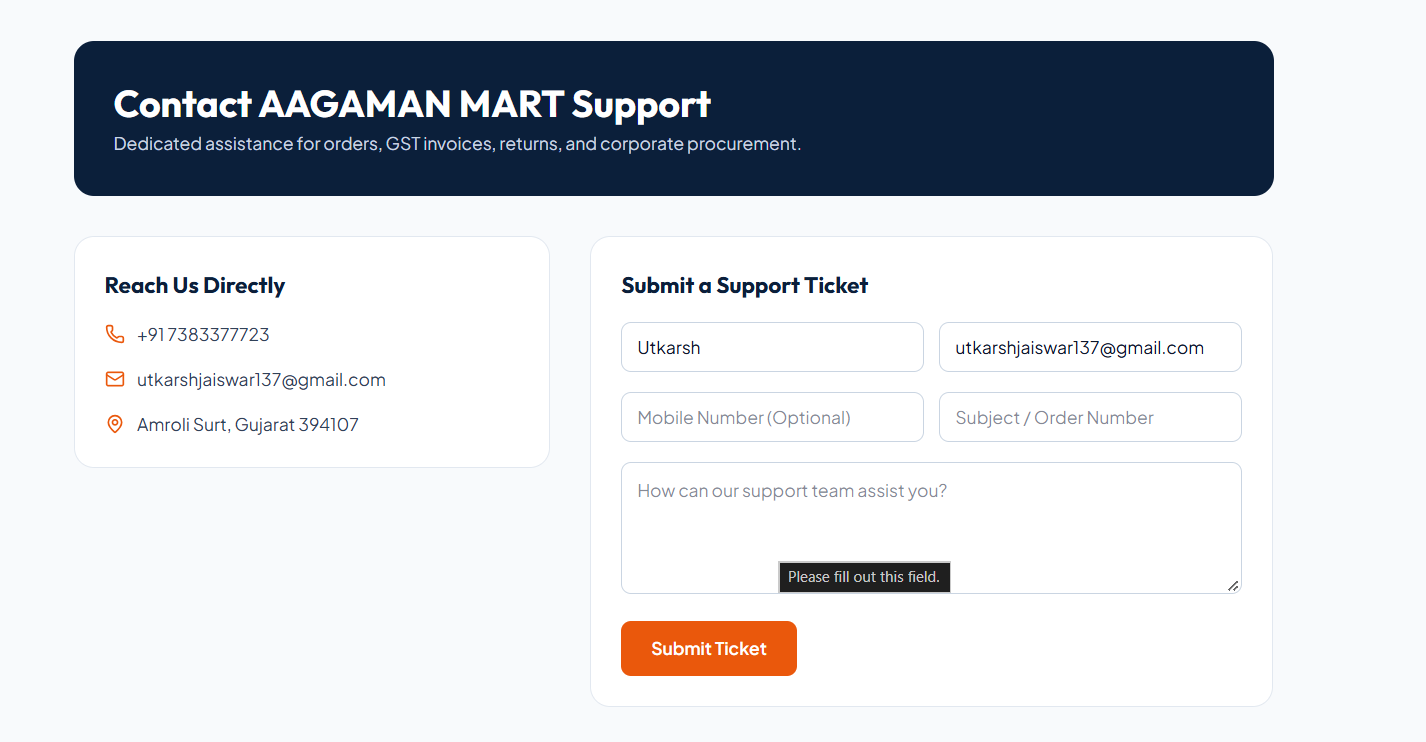 Contact AAGAMAN MART Support
Dedicated assistance for orders, GST invoices, returns, and corporate procurement.
Reach Us Directly
+91 7383377723
utkarshjaiswar137@gmail.com
Amroli Surt, Gujarat 394107
Submit a Support Ticket
Utkarsh
utkarshjaiswar137@gmail.com
Mobile Number (Optional)
Subject / Order Number
How can our support team assist you?
Please fill out this field.
Submit Ticket